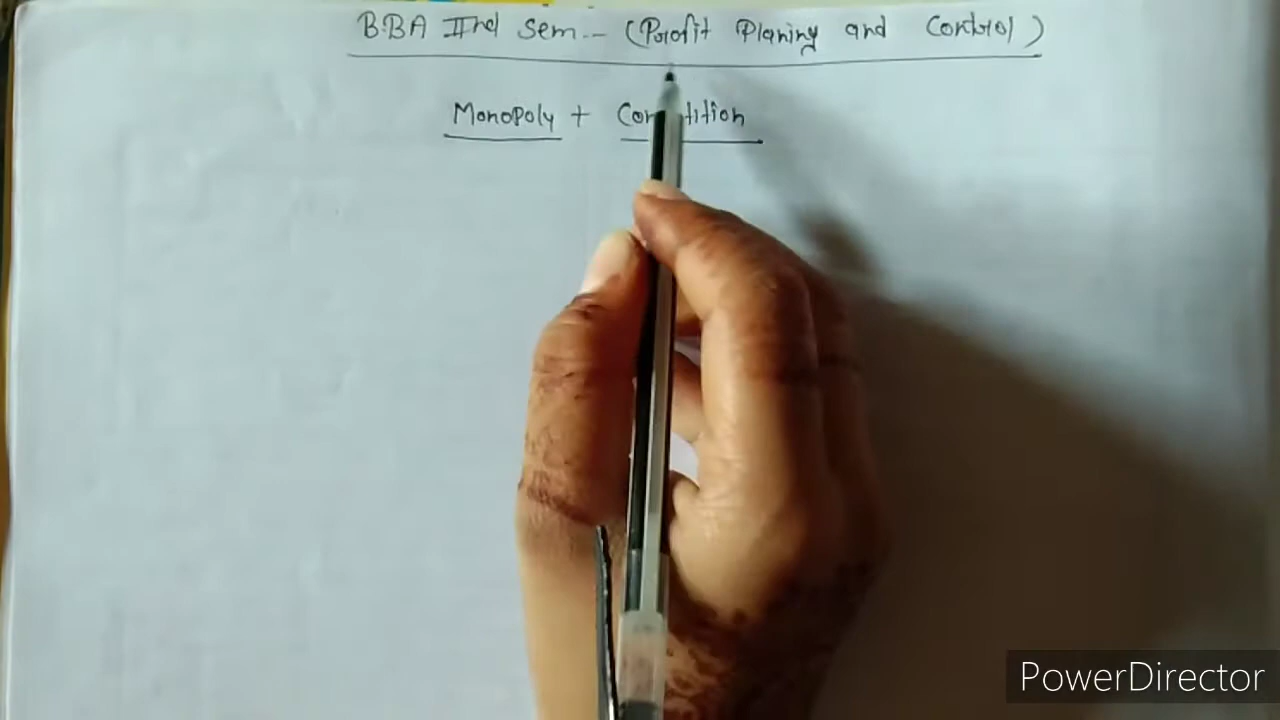 B.BA IInd Sem.- (Profit Planing and Control)
Monopoly +
PowerDirector